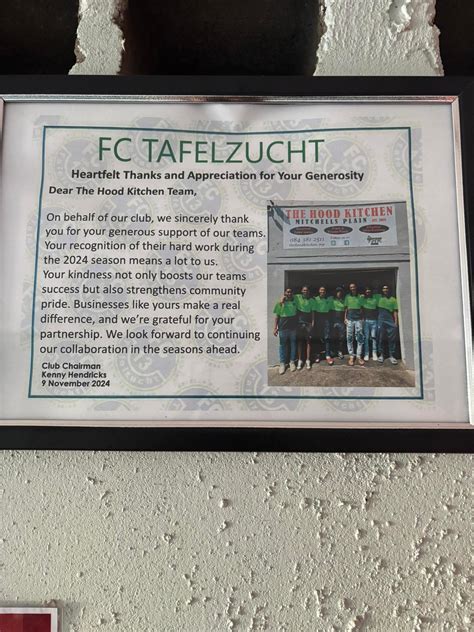 FC TAFELZUCHT
Heartfelt Thanks and Appreciation for Your Generosity
Dear The Hood Kitchen Team,
On behalf of our club, we sincerely thank
you for your generous support of our teams.
Your recognition of their hard work during
the 2024 season means a lot to us.
Your kindness not only boosts our teams
success but also strengthens community
pride. Businesses like yours make a real
difference, and we’re grateful for your
partnership. We look forward to continuing
our collaboration in the seasons ahead.
Club Chairman
Kenny Hendricks
9 November 2024
THE HOOD KITCHEN
MITCHELLS PLAIN